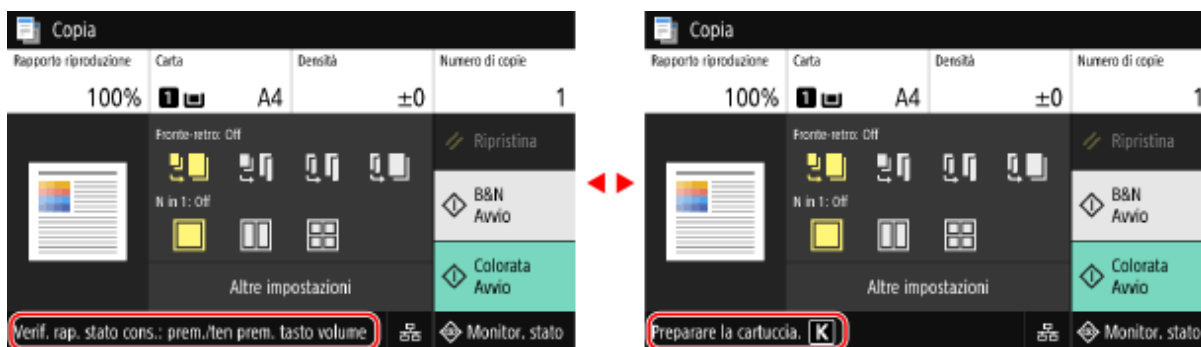 Copia
Rapporto riproduzione Carta Densità Numero di copie
100% 1 A4 ±0 1
Fronte-retro: Off
Ripristina
N in 1: Off
B&N
Avvio
Colorata
Avvio
Altre impostazioni
Verif. rap. stato cons.: prem./ten prem. tasto volume Monitor. stato
Copia
Rapporto riproduzione Carta Densità Numero di copie
100% 1 A4 ±0 1
Fronte-retro: Off
Ripristina
N in 1: Off
B&N
Avvio
Colorata
Avvio
Altre impostazioni
Preparare la cartuccia. K Monitor. stato